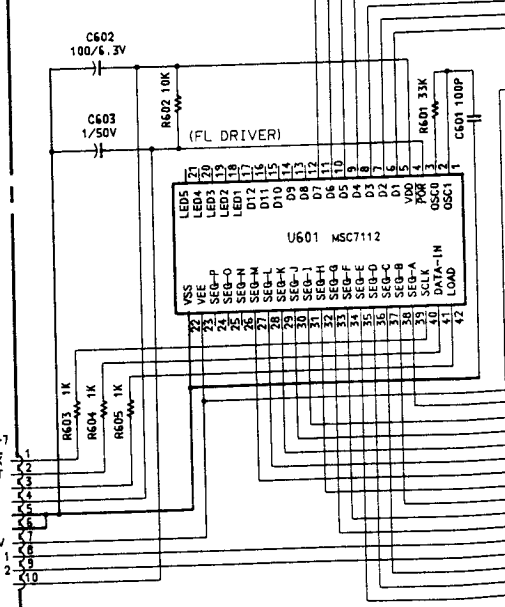 C602
100/6.3V
C603
1/50V
R602 10K
(FL DRIVER)
R601 33K
C601 100P
21 20 19 18 17 16 15 14 13 12 11 10 9 8 7 6 5 4 3 2 1
LED5 LED4 LED3 LED2 LED1 D12 D11 D10 D9 D8 D7 D6 D5 D4 D3 D2 D1 VDD POR OSC0 OSC1
U601 MSC7112
VSS VEE SEG-P SEG-O SEG-N SEG-M SEG-L SEG-K SEG-J SEG-I SEG-H SEG-G SEG-F SEG-E SEG-D SEG-C SEG-B SEG-A SCLK DATA-IN LOAD
22 23 24 25 26 27 28 29 30 31 32 33 34 35 36 37 38 39 40 41 42
R603 1K
R604 1K
R605 1K
1
2
3
4
5
6
7
1 8
2 9
10